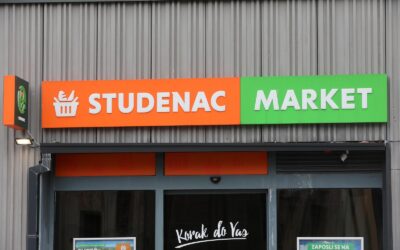 STUDENAC MARKET
Korak do Vas
ZAPOSLI SE NA